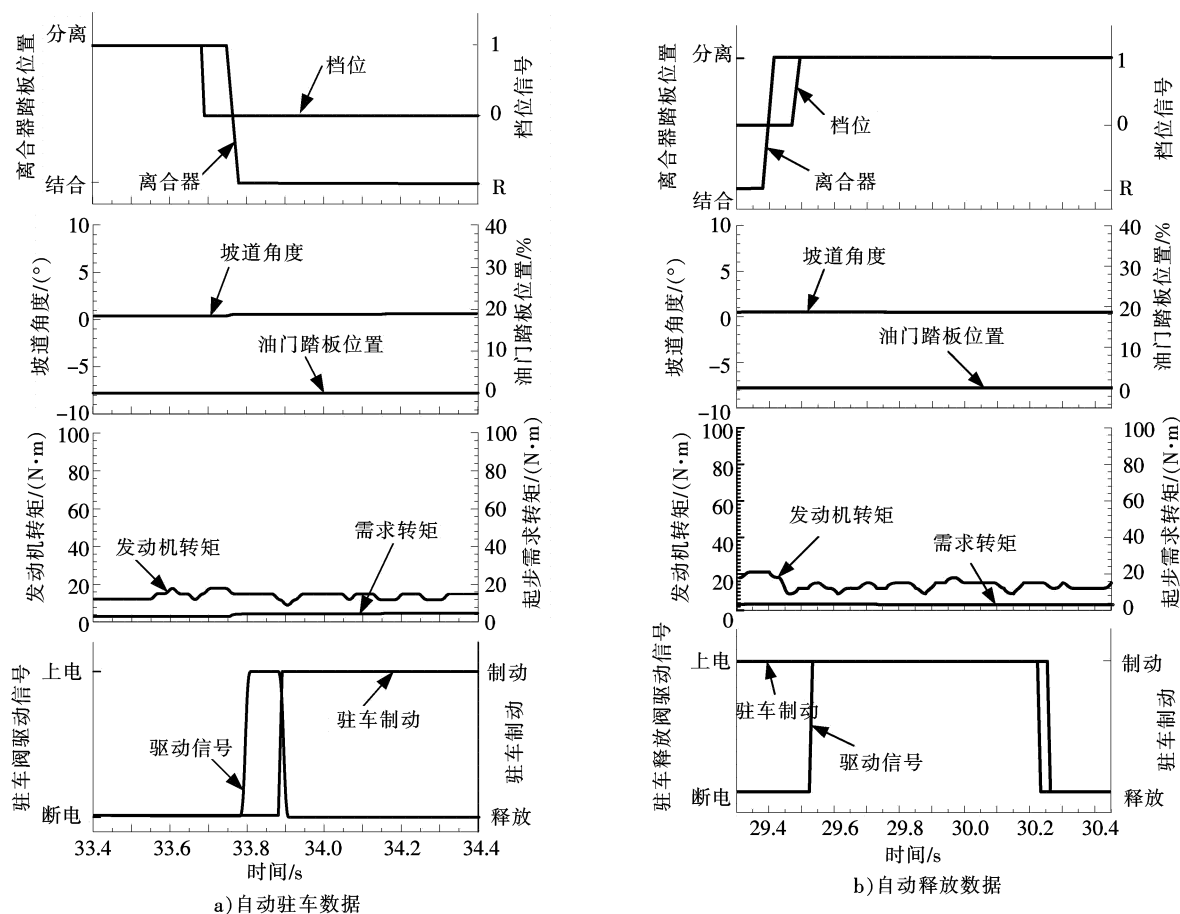 离合器踏板位置
分离
结合
档位
离合器
1
0
R
档位信号
坡道角度/(°)
10
5
0
−5
−10
坡道角度
油门踏板位置
40
30
20
10
0
油门踏板位置/%
发动机转矩/(N·m)
100
80
60
40
20
0
发动机转矩
需求转矩
100
80
60
40
20
0
起步需求转矩/(N·m)
驻车阀驱动信号
上电
断电
驱动信号
驻车制动
制动
释放
驻车制动
33.4 33.6 33.8 34.0 34.2 34.4
时间/s
a)自动驻车数据
离合器踏板位置
分离
结合
档位
离合器
1
0
R
档位信号
坡道角度/(°)
10
5
0
−5
−10
坡道角度
油门踏板位置
40
30
20
10
0
油门踏板位置/%
发动机转矩/(N·m)
100
80
60
40
20
0
发动机转矩
需求转矩
100
80
60
40
20
0
起步需求转矩/(N·m)
驻车释放阀驱动信号
上电
断电
驻车制动
驱动信号
制动
释放
驻车制动
29.4 29.6 29.8 30.0 30.2 30.4
时间/s
b)自动释放数据